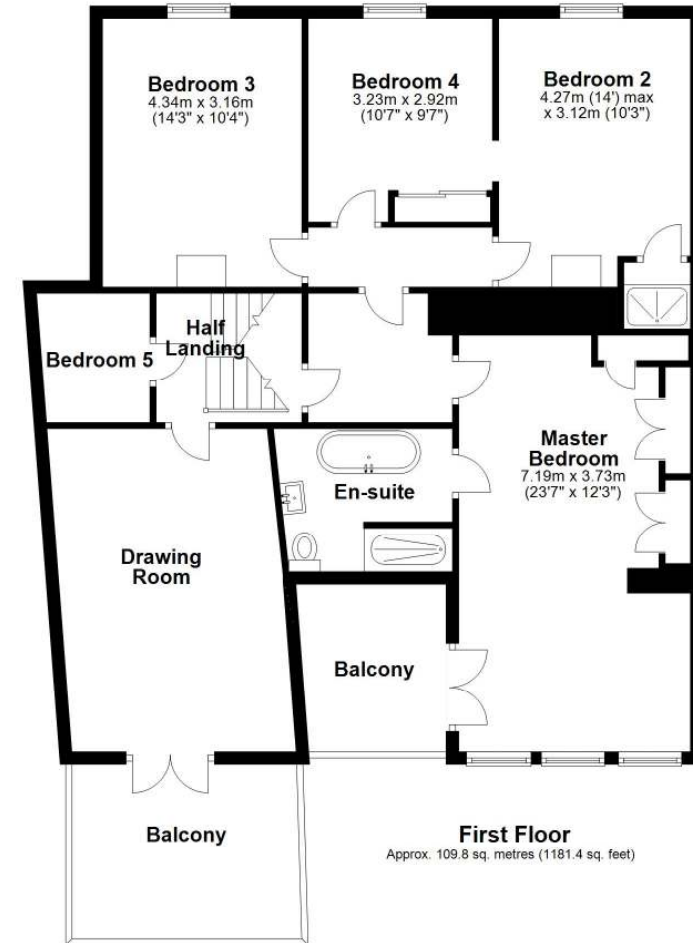 Bedroom 3
4.34m x 3.16m
(14'3" x 10'4")
Bedroom 4
3.23m x 2.92m
(10'7" x 9'7")
Bedroom 2
4.27m (14') max
x 3.12m (10'3")
Half
Landing
Bedroom 5
Master
Bedroom
7.19m x 3.73m
(23'7" x 12'3")
En-suite
Drawing
Room
Balcony
Balcony
First Floor
Approx. 109.8 sq. metres (1181.4 sq. feet)